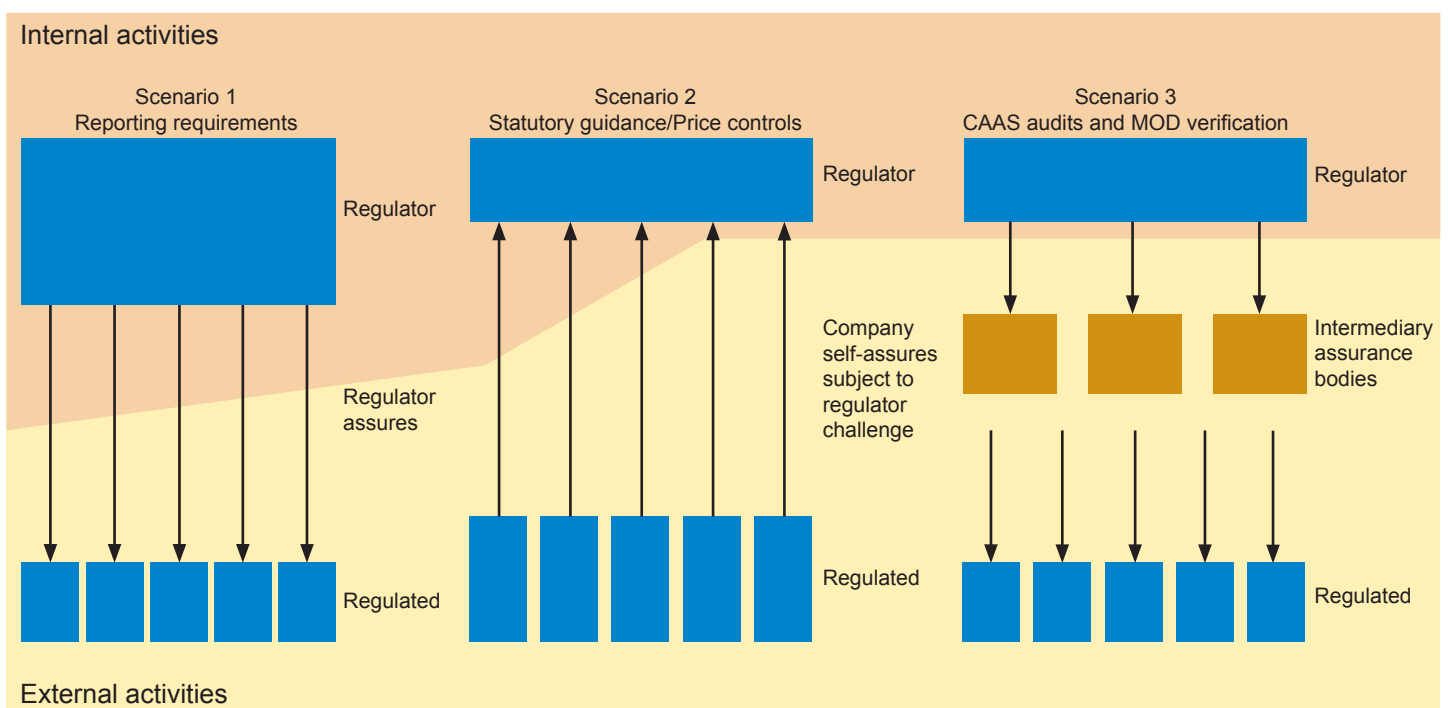 Internal activities
Scenario 1
Reporting requirements
Regulator
Regulator
assures
Regulated
Scenario 2
Statutory guidance/Price controls
Regulator
Company
self-assures
subject to
regulator
challenge
Regulated
Scenario 3
CAAS audits and MOD verification
Regulator
Intermediary
assurance
bodies
Regulated
External activities